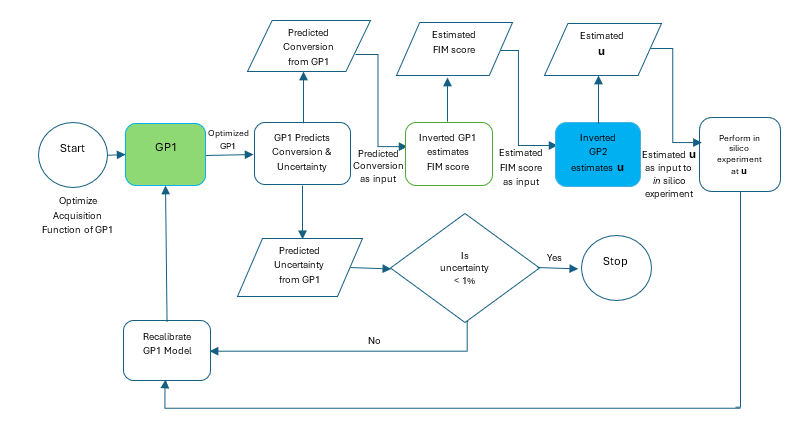 Predicted
Conversion
from GP1
Estimated
FIM score
Estimated
u
Start
GP1
Optimized
GP1
GP1 Predicts
Conversion &
Uncertainty
Predicted
Conversion
as input
Inverted GP1
estimates
FIM score
Estimated
FIM score
as input
Inverted
GP2
estimates u
Estimated u
as input to
in silico
experiment
Perform in
silico
experiment
at u
Optimize
Acquisition
Function of GP1
Predicted
Uncertainty
from GP1
Is
uncertainty
< 1%
Yes
Stop
No
Recalibrate
GP1 Model